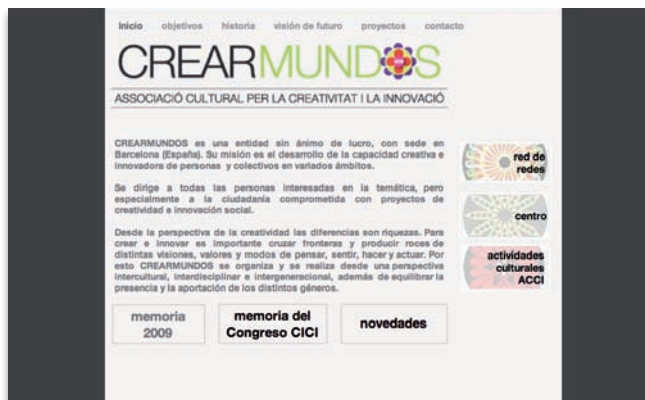 Inicio objetivos historia visión de futuro proyectos contacto
CREARMUNDOS
ASSOCIACIÓ CULTURAL PER LA CREATIVITAT I LA INNOVACIÓ
CREARMUNDOS es una entidad sin ánimo de lucro, con sede en
Barcelona (España). Su misión es el desarrollo de la capacidad creativa e
innovadora de personas y colectivos en variados ámbitos.
Se dirige a todas las personas interesadas en la temática, pero
especialmente a la ciudadanía comprometida con proyectos de
creatividad e innovación social.
Desde la perspectiva de la creatividad las diferencias son riquezas. Para
crear e innovar es importante cruzar fronteras y producir roces de
distintas visiones, valores y modos de pensar, sentir, hacer y actuar. Por
esto CREARMUNDOS se organiza y se realiza desde una perspectiva
intercultural, interdisciplinar e intergeneracional, además de equilibrar la
presencia y la aportación de los distintos géneros.
red de
redes
centro
actividades
culturales
ACCI
memoria
2009
memoria del
Congreso CICI
novedades